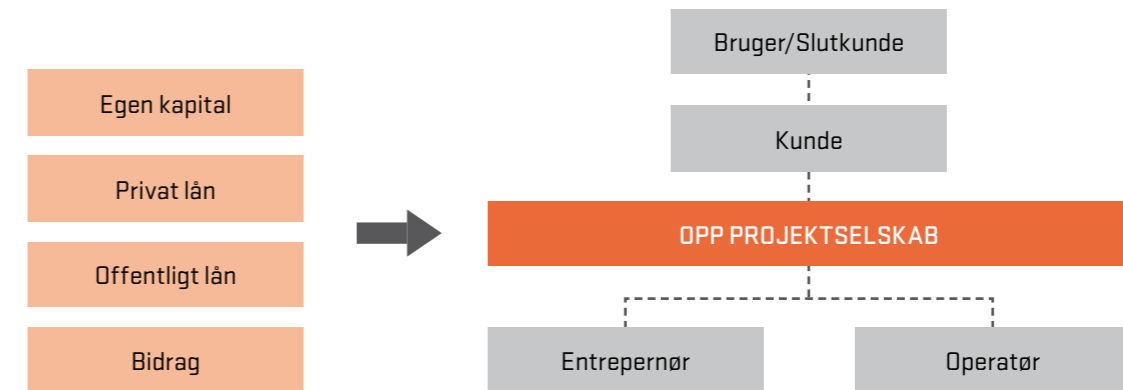 Egen kapital
Privat lån
Offentligt lån
Bidrag
Bruger/Slutkunde
Kunde
OPP PROJEKTSELSKAB
Entrepernør
Operatør